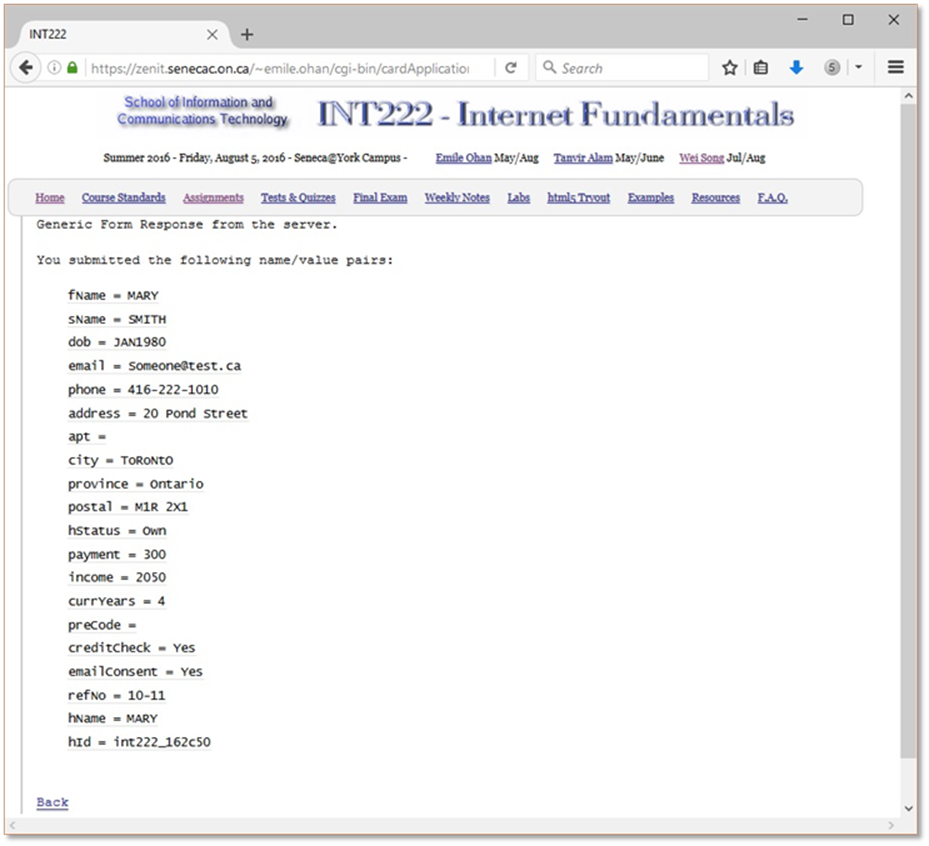 INT222
https://zenit.senecac.on.ca/~emile.ohan/cgi-bin/cardApplication
Search
5
School of Information and
Communications Technology
INT222 - Internet Fundamentals
Summer 2016 - Friday, August 5, 2016 - Seneca@York Campus - Emile Ohan May/Aug Tanvir Alam May/June Wei Song Jul/Aug
Home Course Standards Assignments Tests & Quizzes Final Exam Weekly Notes Labs html5 Tryout Examples Resources F.A.Q.
Generic Form Response from the server.
You submitted the following name/value pairs:
fName = MARY
sName = SMITH
dob = JAN1980
email = Someone@test.ca
phone = 416-222-1010
address = 20 Pond Street
apt =
city = ToRoNtO
province = Ontario
postal = M1R 2X1
hStatus = Own
payment = 300
income = 2050
currYears = 4
preCode =
creditCheck = Yes
emailConsent = Yes
refNo = 10-11
hName = MARY
hId = int222_162c50
Back